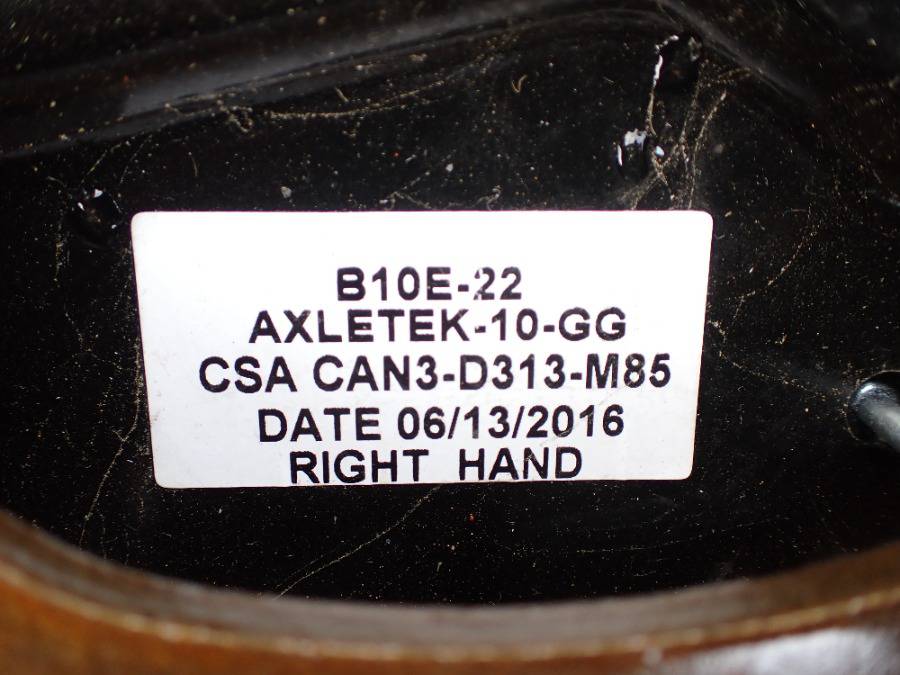 B10E-22
AXLETEK-10-GG
CSA CAN3-D313-M85
DATE 06/13/2016
RIGHT HAND